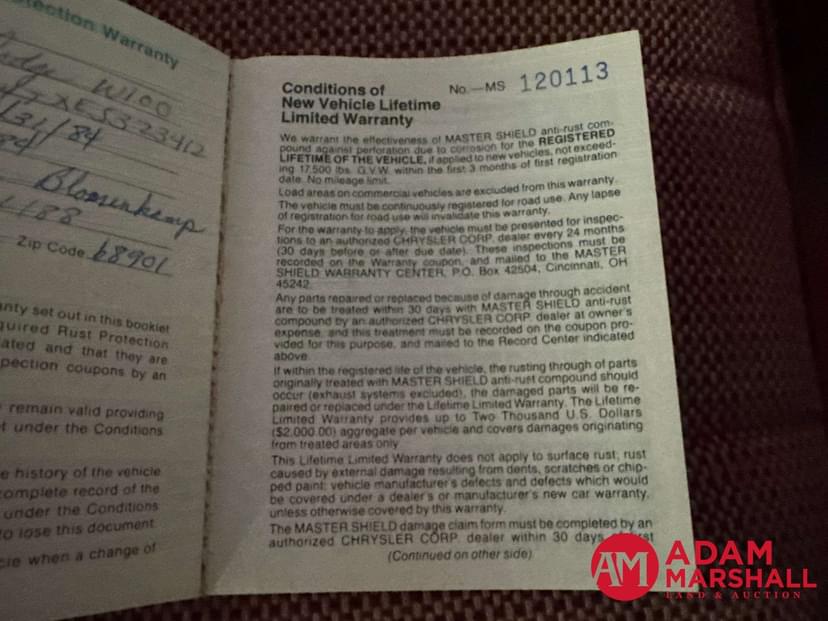 otection Warranty
W100
/31/84
84
Bloomenkamp
1188
Zip Code 68901
nty set out in this booklet
quired Rust Protection
ated and that they are
pection coupons by an
remain valid providing
t under the Conditions
e history of the vehicle
complete record of the
under the Conditions
to lose this document.
cle when a change of
Conditions of
New Vehicle Lifetime
Limited Warranty
No.—MS 120113
We warrant the effectiveness of MASTER SHIELD anti-rust com-
pound against perforation due to corrosion for the REGISTERED
LIFETIME OF THE VEHICLE, if applied to new vehicles, not exceed-
ing 17,500 lbs. G.V.W. within the first 3 months of first registration
date. No mileage limit.
Load areas on commercial vehicles are excluded from this warranty.
The vehicle must be continuously registered for road use. Any lapse
of registration for road use will invalidate this warranty.
For the warranty to apply, the vehicle must be presented for inspec-
tions to an authorized CHRYSLER CORP. dealer every 24 months
(30 days before or after due date). These inspections must be
recorded on the Warranty coupon, and mailed to the MASTER
SHIELD WARRANTY CENTER, P.O. Box 42504, Cincinnati, OH
45242.
Any parts repaired or replaced because of damage through accident
are to be treated within 30 days with MASTER SHIELD anti-rust
compound by an authorized CHRYSLER CORP. dealer at owner's
expense, and this treatment must be recorded on the coupon pro-
vided for this purpose, and mailed to the Record Center indicated
above.
If within the registered life of the vehicle, the rusting through of parts
originally treated with MASTER SHIELD anti-rust compound should
occur (exhaust systems excluded), the damaged parts will be re-
paired or replaced under the Lifetime Limited Warranty. The Lifetime
Limited Warranty provides up to Two Thousand U.S. Dollars
($2,000.00) aggregate per vehicle and covers damages originating
from treated areas only.
This Lifetime Limited Warranty does not apply to surface rust; rust
caused by external damage resulting from dents, scratches or chip-
ped paint; vehicle manufacturer's defects and defects which would
be covered under a dealer's or manufacturer's new car warranty,
unless otherwise covered by this warranty.
The MASTER SHIELD damage claim form must be completed by an
authorized CHRYSLER CORP. dealer within 30 days first
(Continued on other side)
AM ADAM
MARSHALL
LAND & AUCTION